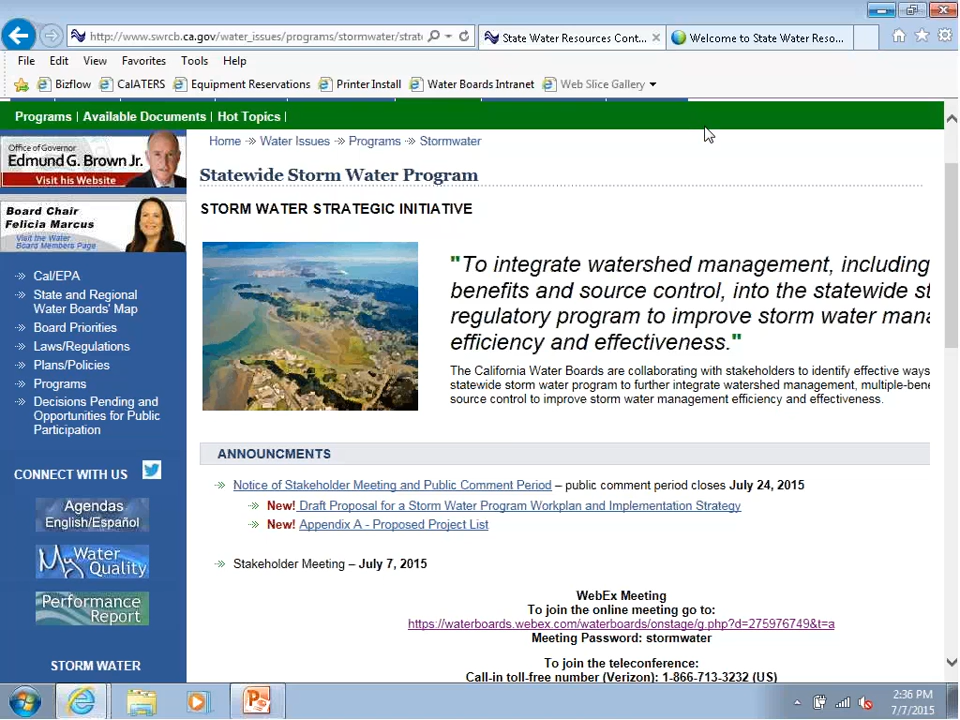 http://www.swrcb.ca.gov/water_issues/programs/stormwater/strat
State Water Resources Cont...
Welcome to State Water Reso...
File Edit View Favorites Tools Help
Bizflow CalATERS Equipment Reservations Printer Install Water Boards Intranet Web Slice Gallery
Programs | Available Documents | Hot Topics |
Office of Governor
Edmund G. Brown Jr.
Visit his Website
Board Chair
Felicia Marcus
Visit the Water
Board Members Page
Cal/EPA
State and Regional
Water Boards' Map
Board Priorities
Laws/Regulations
Plans/Policies
Programs
Decisions Pending and
Opportunities for Public
Participation
CONNECT WITH US
Agendas
English/Español
My Water
Quality
Performance
Report
STORM WATER
Home Water Issues Programs Stormwater
Statewide Storm Water Program
STORM WATER STRATEGIC INITIATIVE
"To integrate watershed management, including
benefits and source control, into the statewide st
regulatory program to improve storm water mana
efficiency and effectiveness."
The California Water Boards are collaborating with stakeholders to identify effective ways
statewide storm water program to further integrate watershed management, multiple-bene
source control to improve storm water management efficiency and effectiveness.
ANNOUNCMENTS
Notice of Stakeholder Meeting and Public Comment Period – public comment period closes July 24, 2015
New! Draft Proposal for a Storm Water Program Workplan and Implementation Strategy
New! Appendix A - Proposed Project List
Stakeholder Meeting – July 7, 2015
WebEx Meeting
To join the online meeting go to:
https://waterboards.webex.com/waterboards/onstage/g.php?d=275976749&t=a
Meeting Password: stormwater
To join the teleconference:
Call-in toll-free number (Verizon): 1-866-713-3232 (US)
2:36 PM
7/7/2015